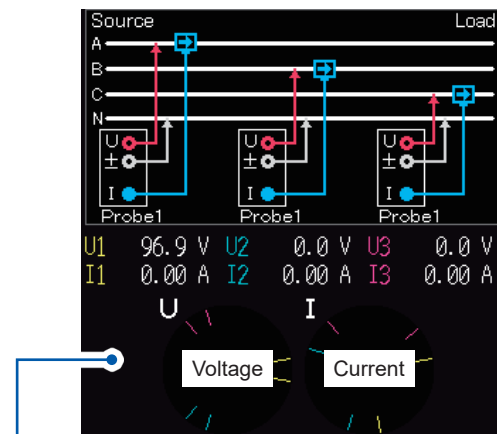 Source Load
A
B
C
N
U U U
± ± ±
I I I
Probe1 Probe1 Probe1
U1 96.9 V U2 0.0 V U3 0.0 V
I1 0.00 A I2 0.00 A I3 0.00 A
U I
Voltage Current